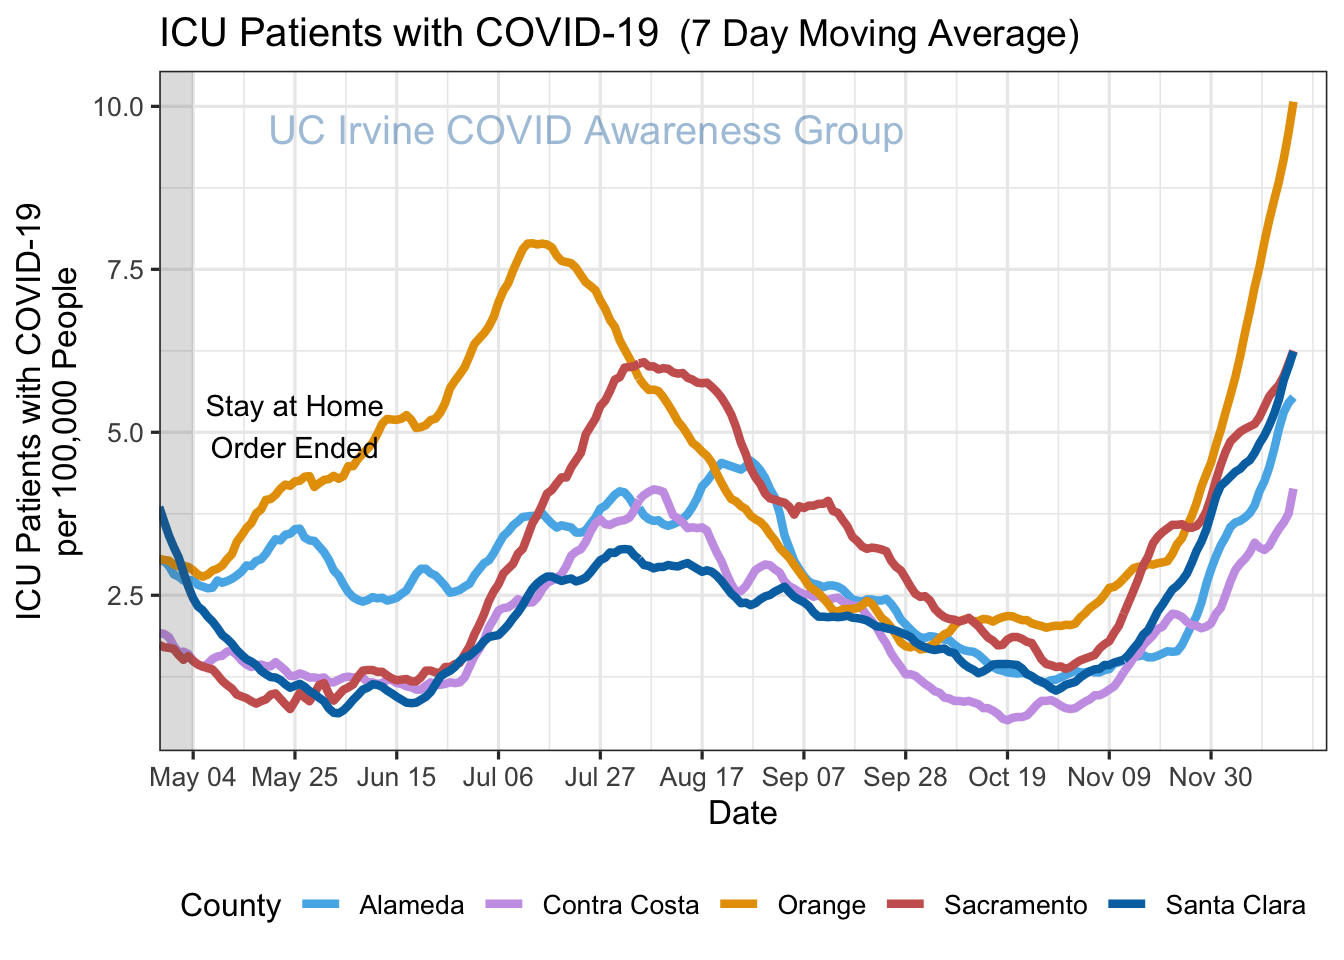 ICU Patients with COVID-19 (7 Day Moving Average)
UC Irvine COVID Awareness Group
10.0
7.5
5.0
2.5
ICU Patients with COVID-19
per 100,000 People
Stay at Home
Order Ended
May 04 May 25 Jun 15 Jul 06 Jul 27 Aug 17 Sep 07 Sep 28 Oct 19 Nov 09 Nov 30
Date
County Alameda Contra Costa Orange Sacramento Santa Clara